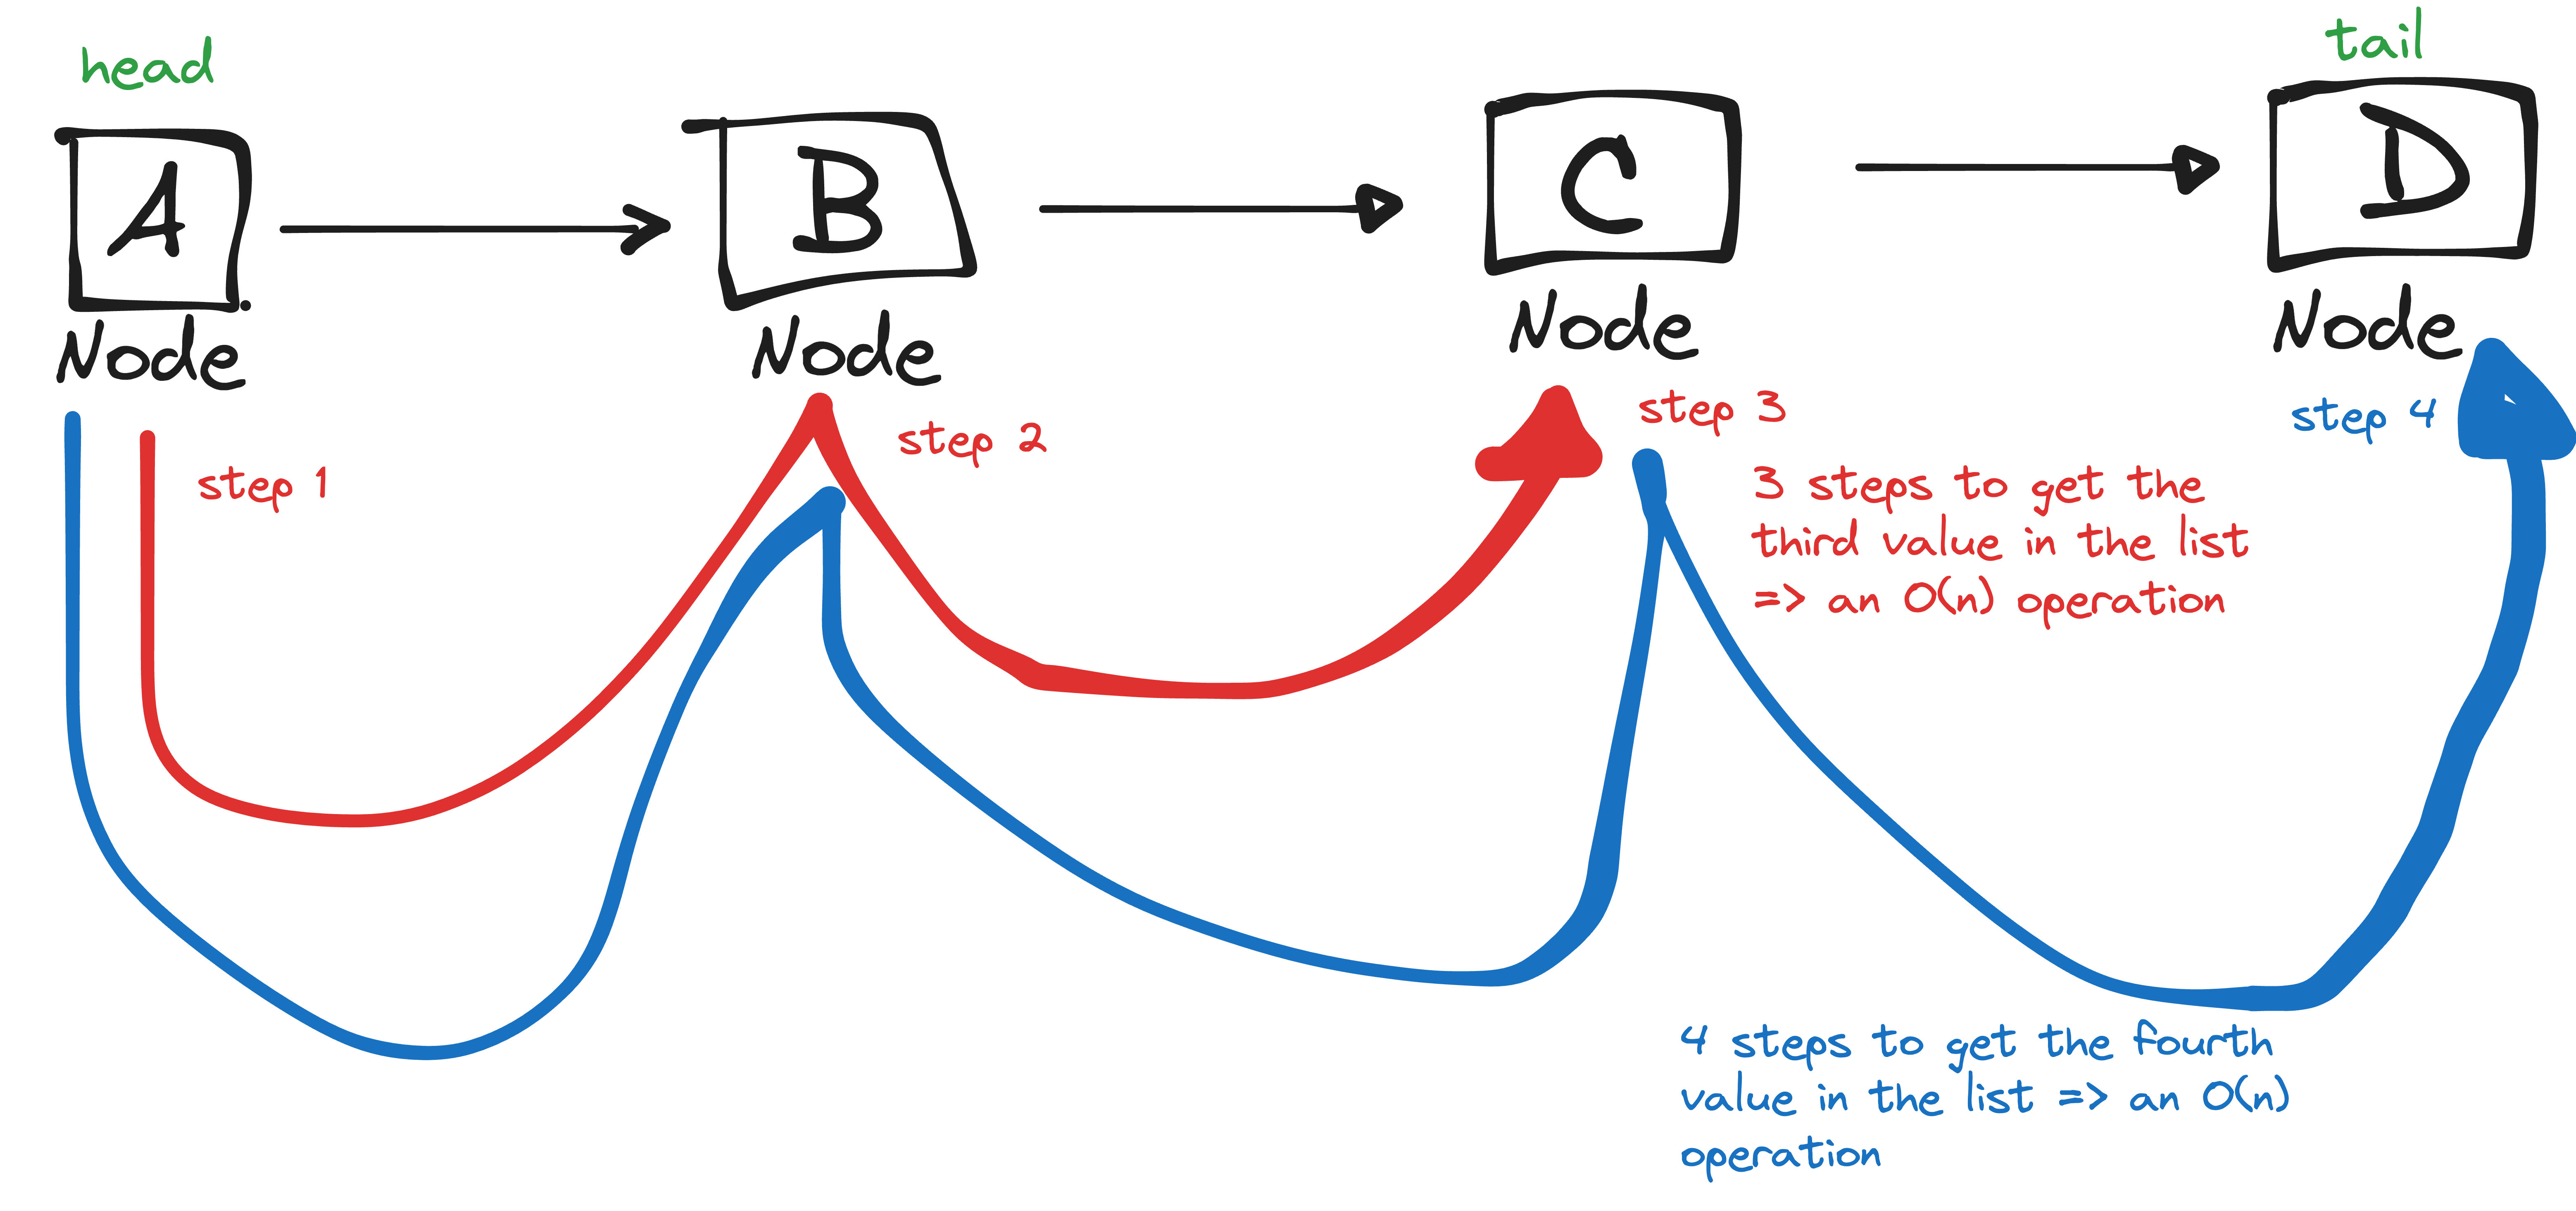 head
tail
A
B
C
D
Node
Node
Node
Node
step 1
step 2
step 3
step 4
3 steps to get the
third value in the list
=> an O(n) operation
4 steps to get the fourth
value in the list => an O(n)
operation